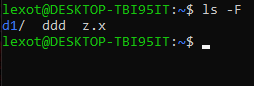 lexot@DESKTOP-TBI95IT:~$ ls -F
d1/  ddd  z.x
lexot@DESKTOP-TBI95IT:~$